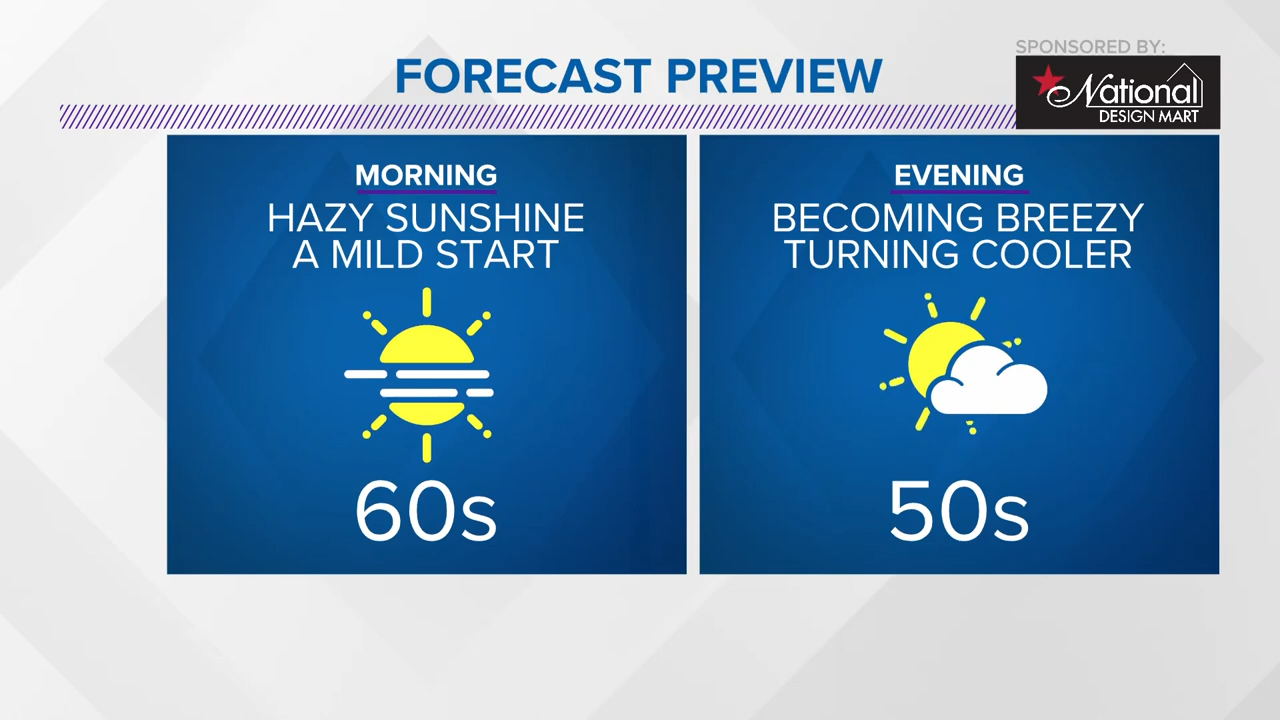 SPONSORED BY:
FORECAST PREVIEW
National
DESIGN MART
MORNING
HAZY SUNSHINE
A MILD START
60s
EVENING
BECOMING BREEZY
TURNING COOLER
50s